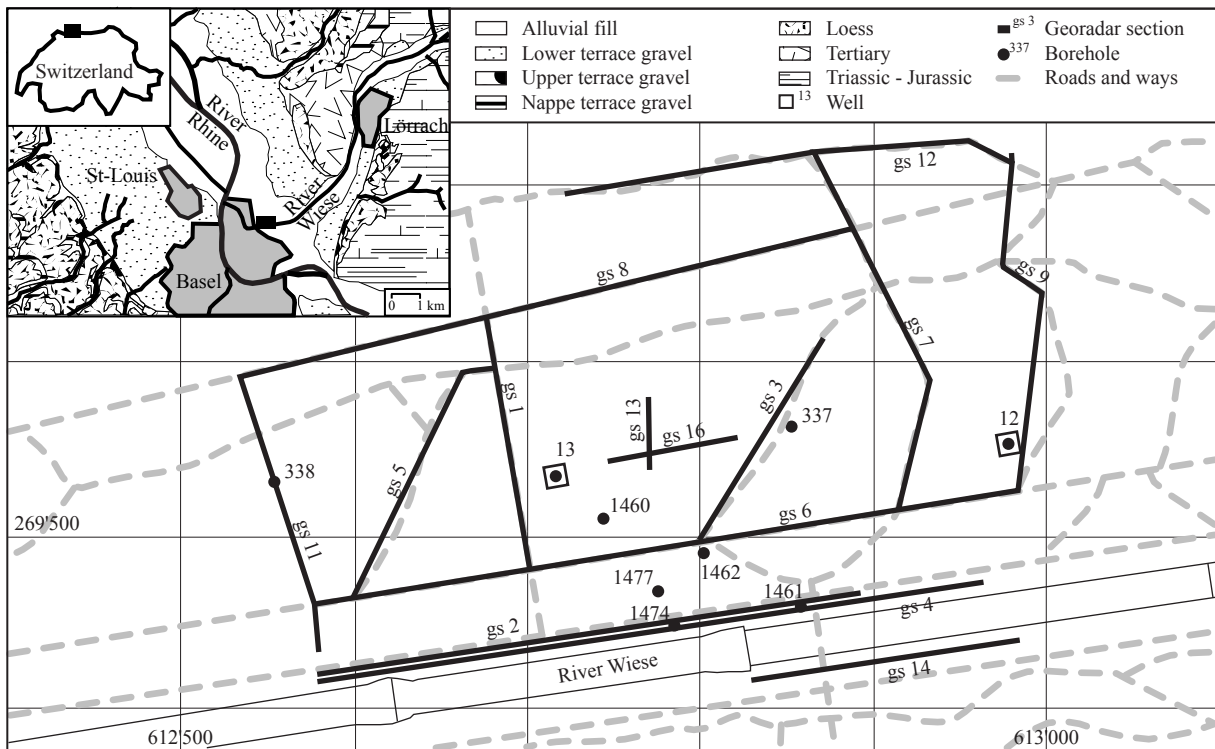 Switzerland
River
Rhine
St-Louis
Lörrach
River
Wiese
Basel
0 1 km
Alluvial fill
Lower terrace gravel
Upper terrace gravel
Nappe terrace gravel
Loess
Tertiary
Triassic - Jurassic
13 Well
gs 3 Georadar section
337 Borehole
Roads and ways
gs 12
gs 8
gs 9
gs 7
gs 1
gs 3
gs 13
gs 16
337
12
13
338
gs 5
1460
gs 6
269'500
gs 11
1462
1477
1461
1474
gs 2
gs 4
River Wiese
gs 14
612'500
613'000